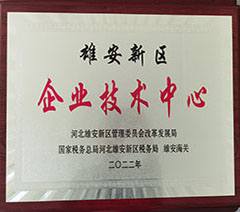 雄安新区
企业技术中心
河北雄安新区管理委员会改革发展局
国家税务总局河北雄安新区税务局 雄安海关
二〇二二年